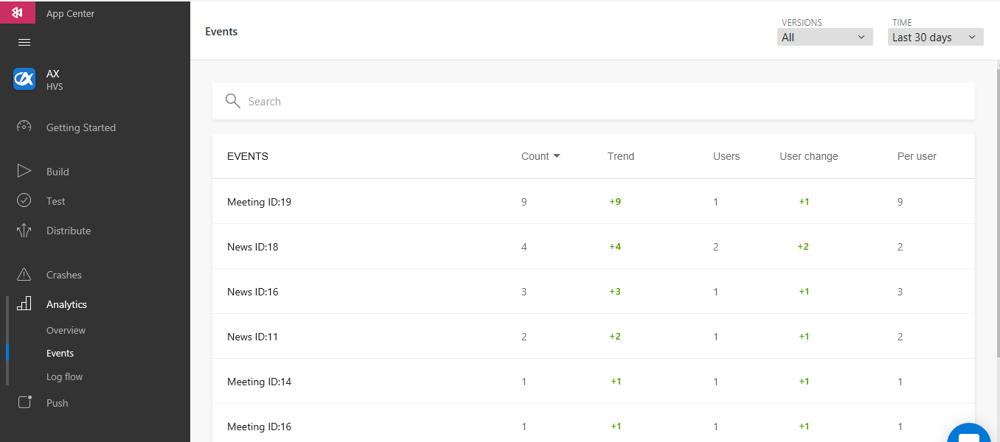 App Center
AX
HVS
Getting Started
Build
Test
Distribute
Crashes
Analytics
Overview
Events
Log flow
Push
Events
VERSIONS
All
TIME
Last 30 days
Search
EVENTS Count Trend Users User change Per user
Meeting ID:19 9 +9 1 +1 9
News ID:18 4 +4 2 +2 2
News ID:16 3 +3 1 +1 3
News ID:11 2 +2 1 +1 2
Meeting ID:14 1 +1 1 +1 1
Meeting ID:16 1 +1 1 +1 1